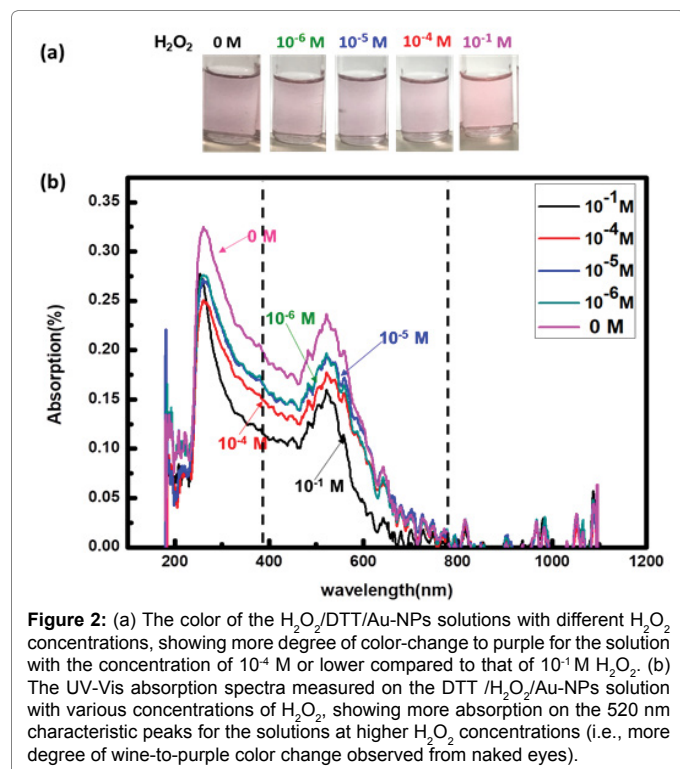 H₂O₂ 0 M 10⁻⁶ M 10⁻⁵ M 10⁻⁴ M 10⁻¹ M
(a)
(b)
0.35
0.30
0.25
0.20
0.15
0.10
0.05
0.00
Absorption(%)
10⁻¹M
10⁻⁴M
10⁻⁵M
10⁻⁶M
0 M
0 M
10⁻⁶ M
10⁻⁵ M
10⁻⁴ M
10⁻¹ M
200 400 600 800 1000 1200
wavelength(nm)
Figure 2: (a) The color of the H₂O₂/DTT/Au-NPs solutions with different H₂O₂
concentrations, showing more degree of color-change to purple for the solution
with the concentration of 10⁻⁴ M or lower compared to that of 10⁻¹ M H₂O₂. (b)
The UV-Vis absorption spectra measured on the DTT /H₂O₂/Au-NPs solution
with various concentrations of H₂O₂, showing more absorption on the 520 nm
characteristic peaks for the solutions at higher H₂O₂ concentrations (i.e., more
degree of wine-to-purple color change observed from naked eyes).